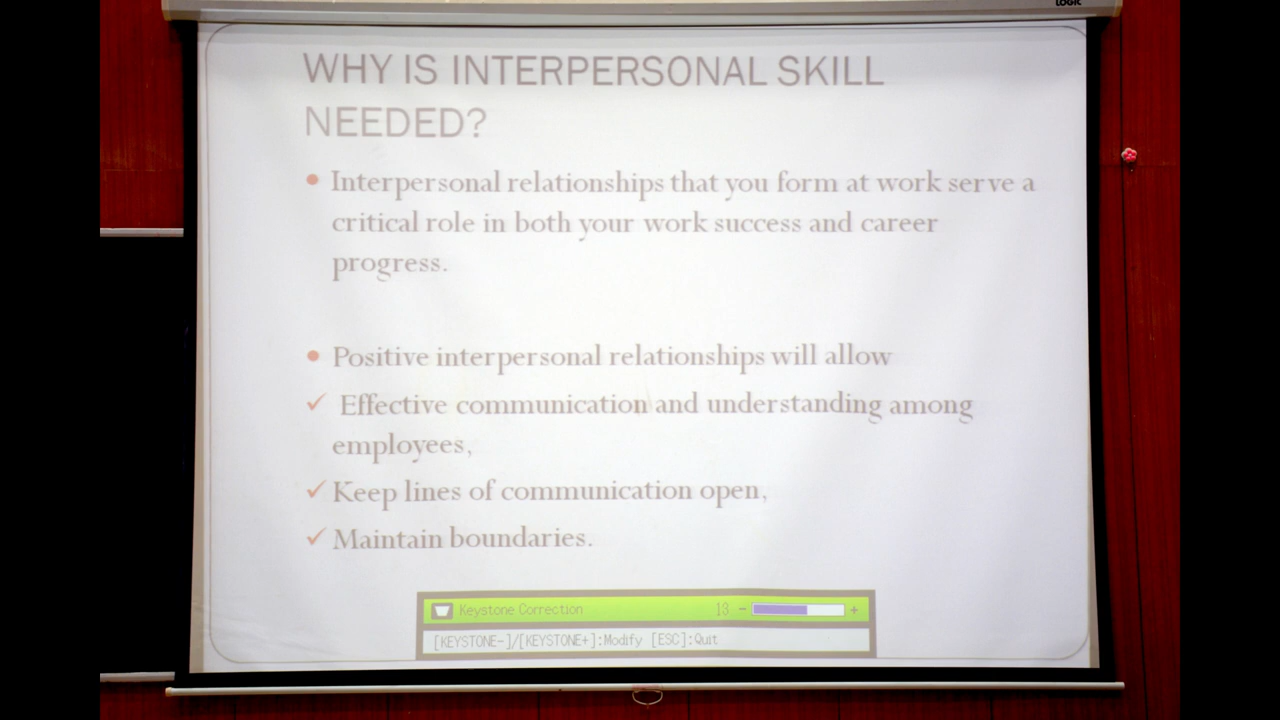 LOGIC
WHY IS INTERPERSONAL SKILL
NEEDED?
• Interpersonal relationships that you form at work serve a
critical role in both your work success and career
progress.
• Positive interpersonal relationships will allow
✓ Effective communication and understanding among
employees,
✓ Keep lines of communication open,
✓ Maintain boundaries.
Keystone Correction 13 - +
[KEYSTONE-]/[KEYSTONE+]:Modify [ESC]:Quit